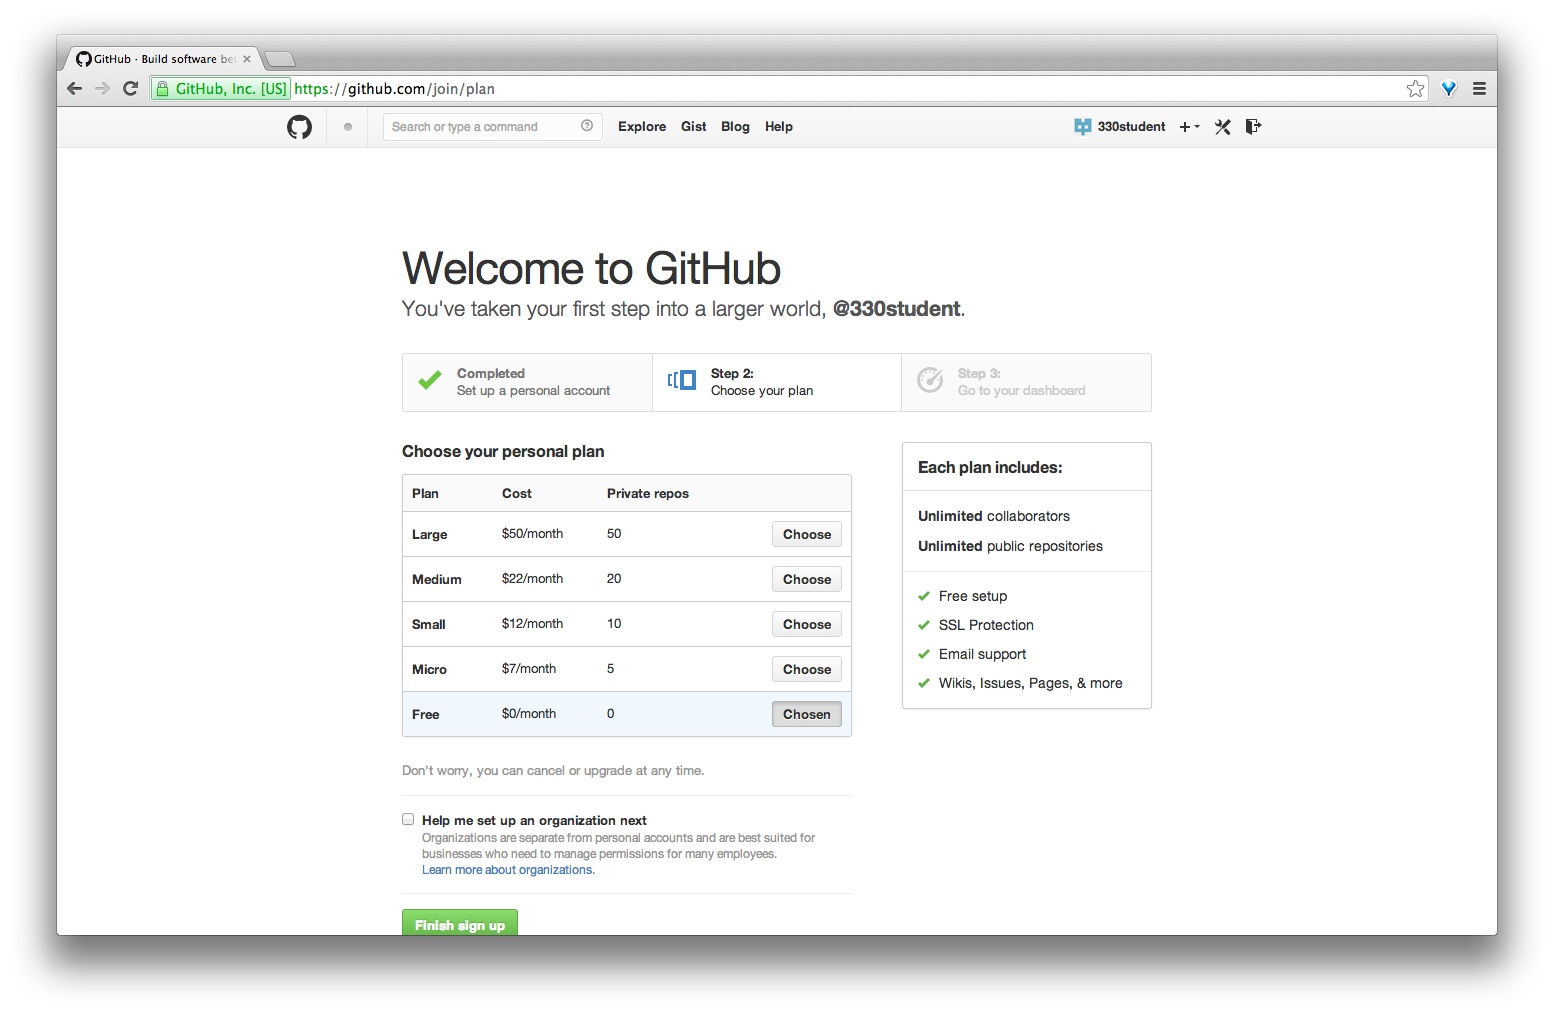 GitHub · Build software be
GitHub, Inc. [US] https://github.com/join/plan
Search or type a command
Explore Gist Blog Help
330student
Welcome to GitHub
You've taken your first step into a larger world, @330student.
Completed
Set up a personal account
Step 2:
Choose your plan
Step 3:
Go to your dashboard
Choose your personal plan
Plan Cost Private repos
Large $50/month 50 Choose
Medium $22/month 20 Choose
Small $12/month 10 Choose
Micro $7/month 5 Choose
Free $0/month 0 Chosen
Don't worry, you can cancel or upgrade at any time.
Help me set up an organization next
Organizations are separate from personal accounts and are best suited for
businesses who need to manage permissions for many employees.
Learn more about organizations.
Finish sign up
Each plan includes:
Unlimited collaborators
Unlimited public repositories
Free setup
SSL Protection
Email support
Wikis, Issues, Pages, & more